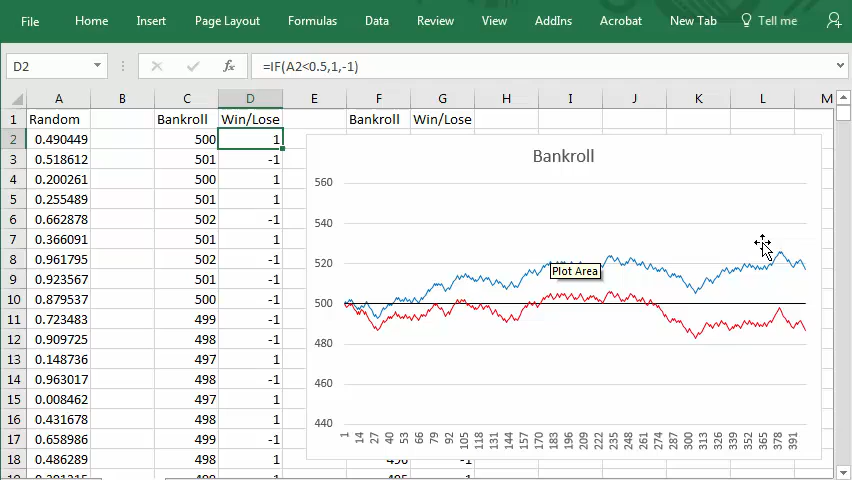 File Home Insert Page Layout Formulas Data Review View AddIns Acrobat New Tab Tell me
D2 fx =IF(A2<0.5,1,-1)
A B C D E F G H I J K L M
1 Random Bankroll Win/Lose Bankroll Win/Lose
2 0.490449 500 1
3 0.518612 501 -1
4 0.200261 500 1
5 0.255489 501 1
6 0.662878 502 -1
7 0.366091 501 1
8 0.961795 502 -1
9 0.923567 501 -1
10 0.879537 500 -1
11 0.723483 499 -1
12 0.909725 498 -1
13 0.148736 497 1
14 0.963017 498 -1
15 0.008462 497 1
16 0.431678 498 1
17 0.658986 499 -1
18 0.486289 498 1
Bankroll
560
540
520
Plot Area
500
480
460
440
1 14 27 40 53 66 79 92 105 118 131 144 157 170 183 196 209 222 235 248 261 274 287 300 313 326 339 352 365 378 391